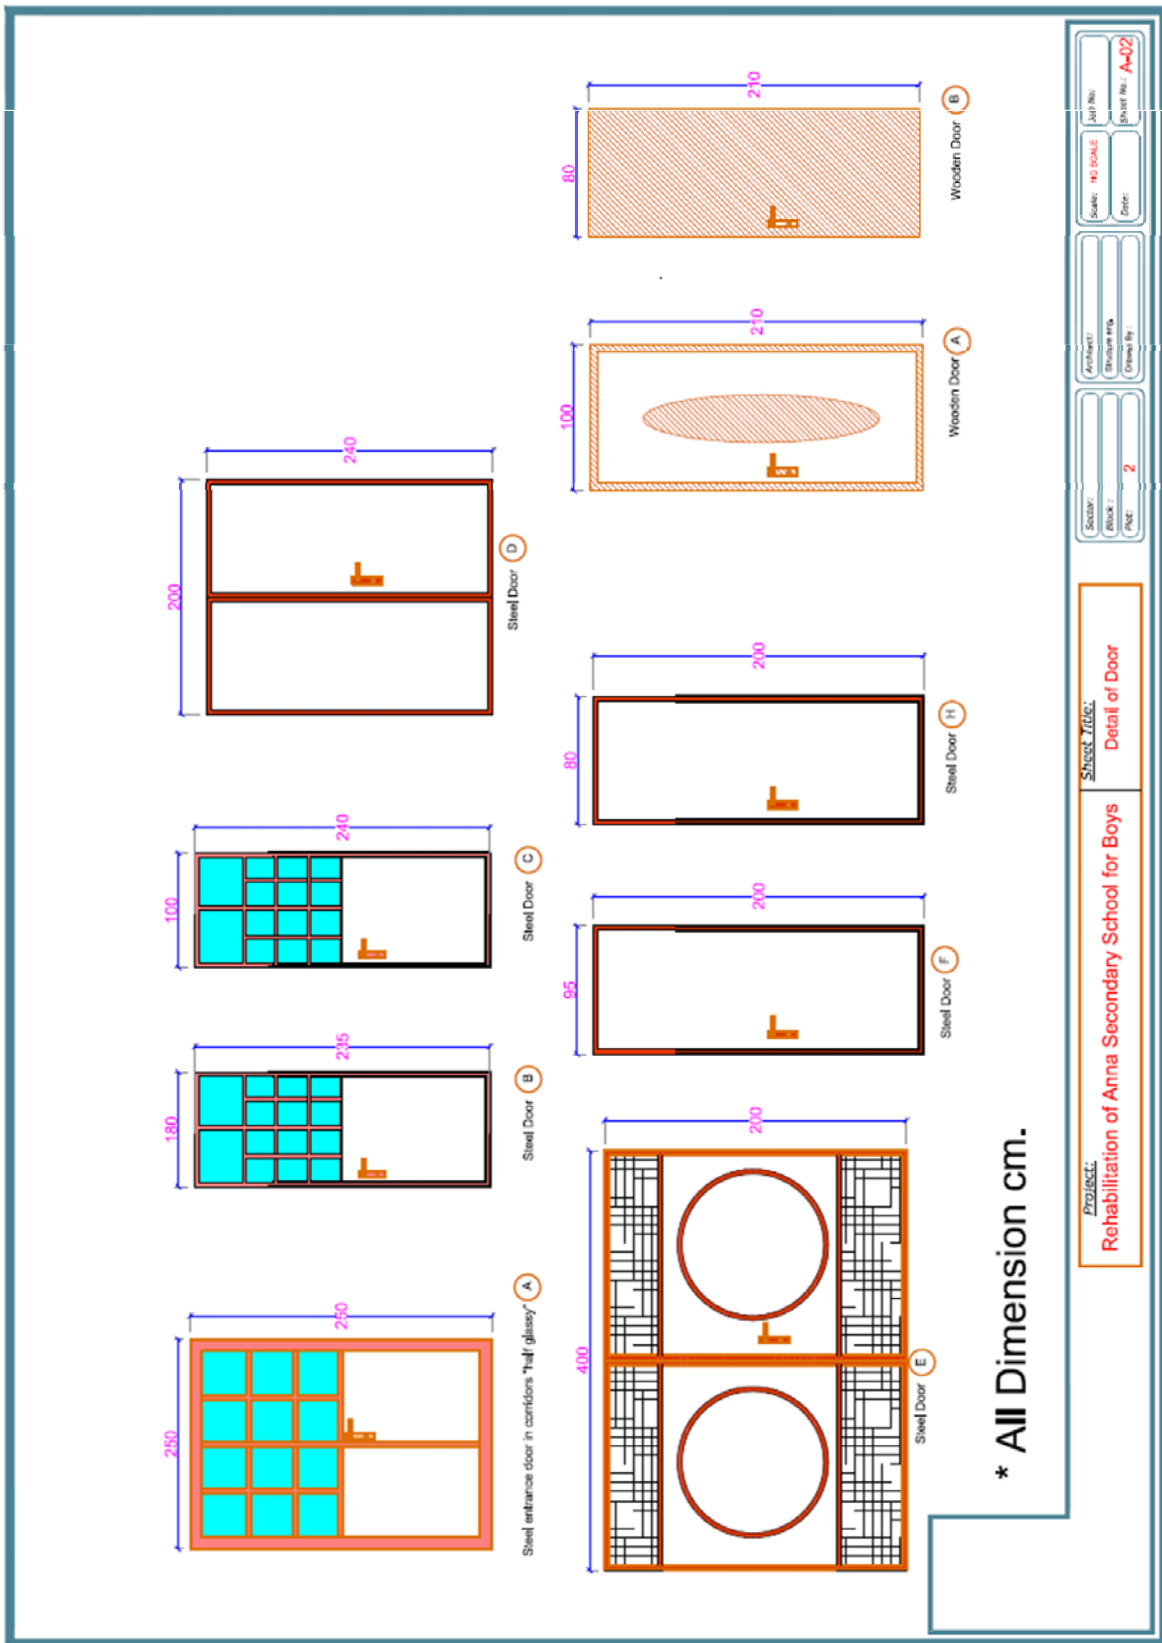 250
250
Steel entrance door in corridors "half glassy" A
180
235
Steel Door B
100
240
Steel Door C
200
240
Steel Door D
400
200
Steel Door E
95
200
Steel Door F
80
200
Steel Door H
100
210
Wooden Door A
80
210
Wooden Door B
* All Dimension cm.
Project:
Rehabilitation of Anna Secondary School for Boys
Sheet Title:
Detail of Door
Sector:
Block :
Plot: 2
Architect:
Structure eng.
Drawn By :
Scale: NO SCALE
Job No:
Date:
Sheet No.: A-02